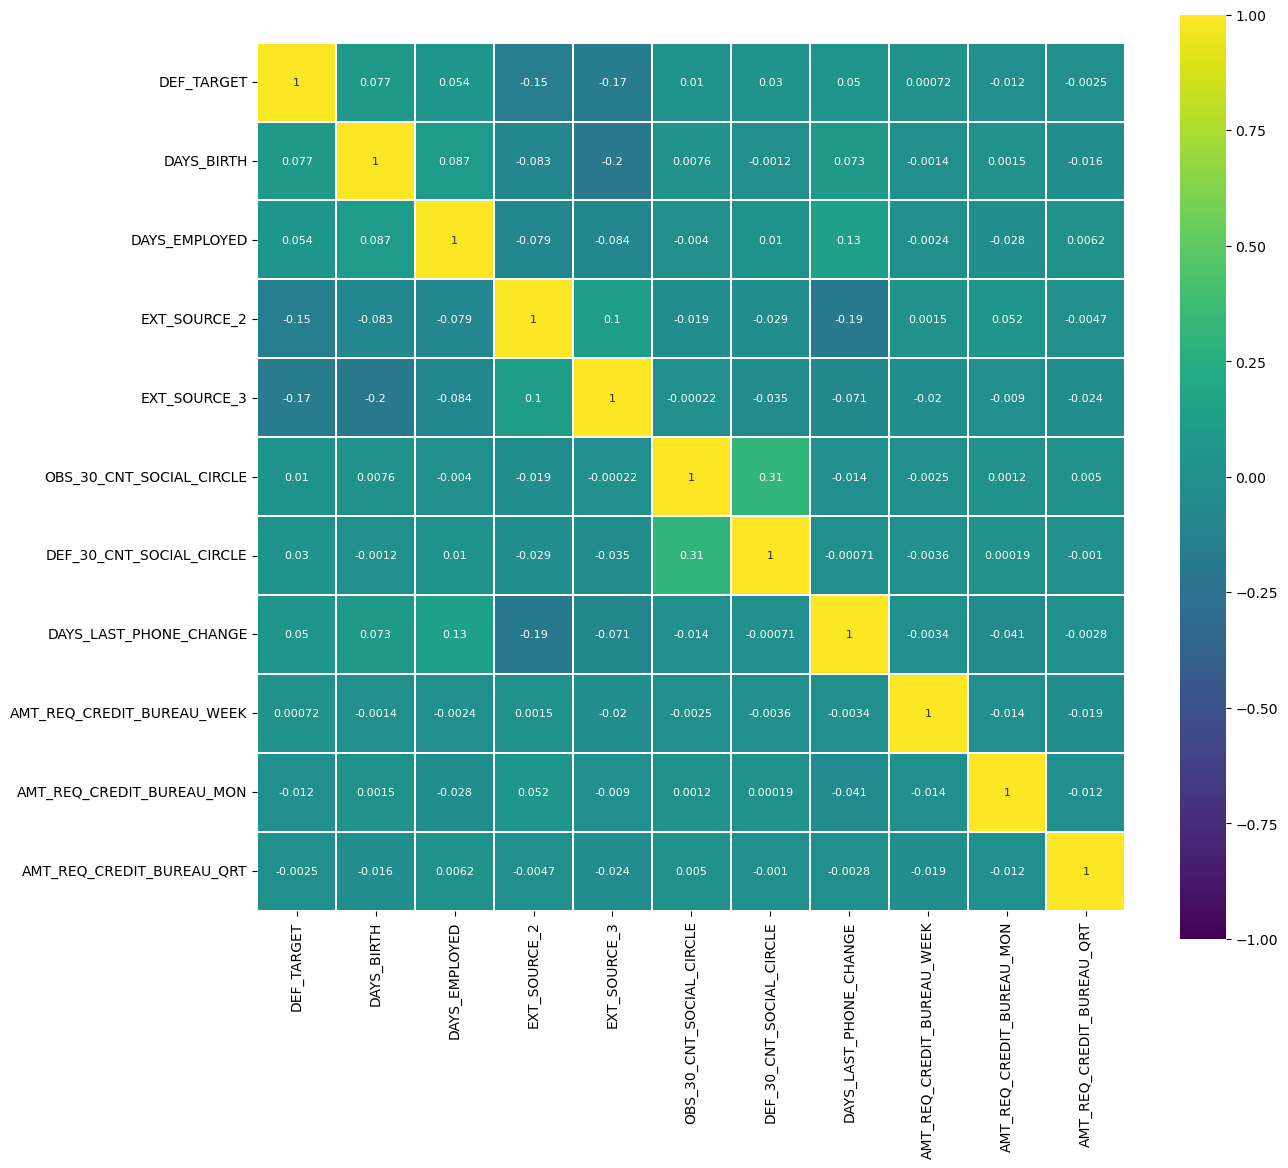 1.00
DEF_TARGET 1 0.077 0.054 -0.15 -0.17 0.01 0.03 0.05 0.00072 -0.012 -0.0025
0.75
DAYS_BIRTH 0.077 1 0.087 -0.083 -0.2 0.0076 -0.0012 0.073 -0.0014 0.0015 -0.016
DAYS_EMPLOYED 0.054 0.087 1 -0.079 -0.084 -0.004 0.01 0.13 -0.0024 -0.028 0.0062
0.50
EXT_SOURCE_2 -0.15 -0.083 -0.079 1 0.1 -0.019 -0.029 -0.19 0.0015 0.052 -0.0047
0.25
EXT_SOURCE_3 -0.17 -0.2 -0.084 0.1 1 -0.00022 -0.035 -0.071 -0.02 -0.009 -0.024
OBS_30_CNT_SOCIAL_CIRCLE 0.01 0.0076 -0.004 -0.019 -0.00022 1 0.31 -0.014 -0.0025 0.0012 0.005
0.00
DEF_30_CNT_SOCIAL_CIRCLE 0.03 -0.0012 0.01 -0.029 -0.035 0.31 1 -0.00071 -0.0036 0.00019 -0.001
−0.25
DAYS_LAST_PHONE_CHANGE 0.05 0.073 0.13 -0.19 -0.071 -0.014 -0.00071 1 -0.0034 -0.041 -0.0028
−0.50
AMT_REQ_CREDIT_BUREAU_WEEK 0.00072 -0.0014 -0.0024 0.0015 -0.02 -0.0025 -0.0036 -0.0034 1 -0.014 -0.019
AMT_REQ_CREDIT_BUREAU_MON -0.012 0.0015 -0.028 0.052 -0.009 0.0012 0.00019 -0.041 -0.014 1 -0.012
−0.75
AMT_REQ_CREDIT_BUREAU_QRT -0.0025 -0.016 0.0062 -0.0047 -0.024 0.005 -0.001 -0.0028 -0.019 -0.012 1
−1.00
DEF_TARGET
DAYS_BIRTH
DAYS_EMPLOYED
EXT_SOURCE_2
EXT_SOURCE_3
OBS_30_CNT_SOCIAL_CIRCLE
DEF_30_CNT_SOCIAL_CIRCLE
DAYS_LAST_PHONE_CHANGE
AMT_REQ_CREDIT_BUREAU_WEEK
AMT_REQ_CREDIT_BUREAU_MON
AMT_REQ_CREDIT_BUREAU_QRT